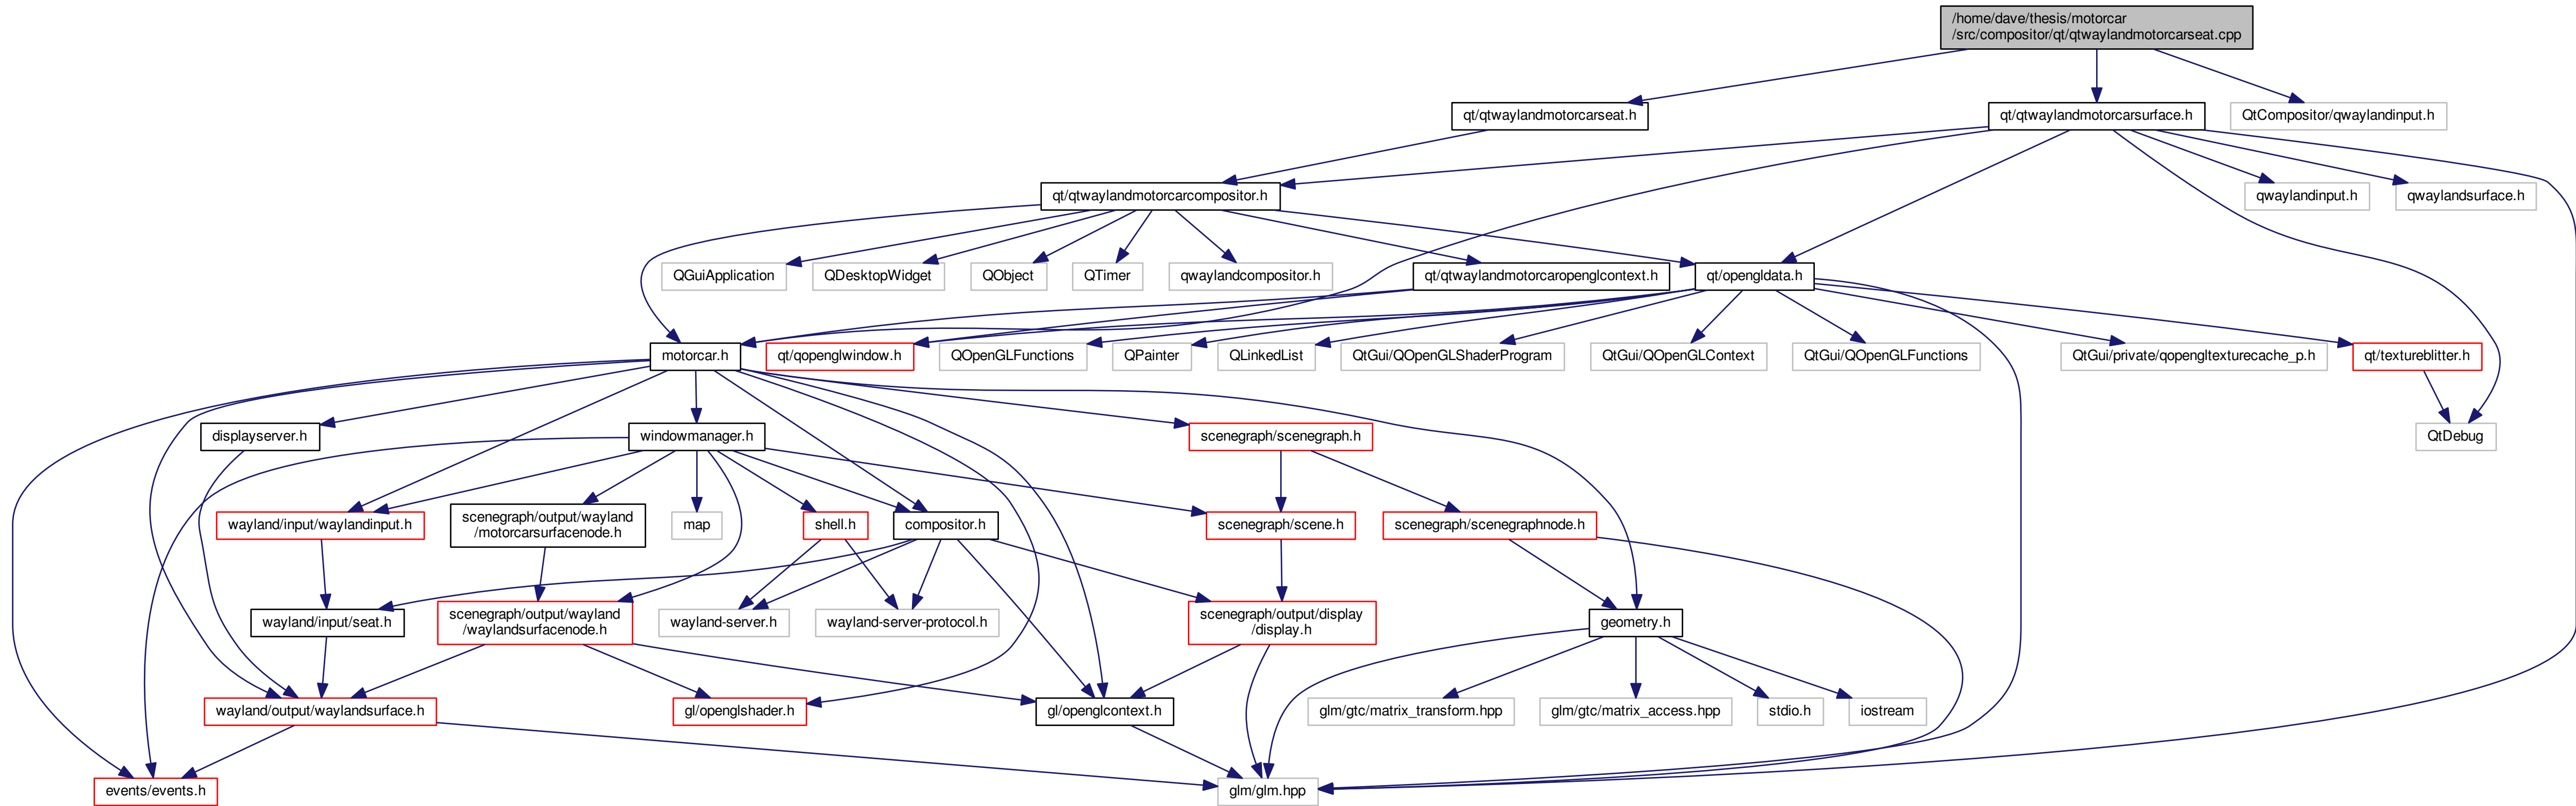 /home/dave/thesis/motorcar
/src/compositor/qt/qtwaylandmotorcarseat.cpp
qt/qtwaylandmotorcarseat.h
qt/qtwaylandmotorcarsurface.h
QtCompositor/qwaylandinput.h
qt/qtwaylandmotorcarcompositor.h
qwaylandinput.h
qwaylandsurface.h
QGuiApplication
QDesktopWidget
QObject
QTimer
qwaylandcompositor.h
qt/qtwaylandmotorcaropenglcontext.h
qt/opengldata.h
motorcar.h
qt/qopenglwindow.h
QOpenGLFunctions
QPainter
QLinkedList
QtGui/QOpenGLShaderProgram
QtGui/QOpenGLContext
QtGui/QOpenGLFunctions
QtGui/private/qopengltexturecache_p.h
qt/textureblitter.h
displayserver.h
windowmanager.h
scenegraph/scenegraph.h
QtDebug
wayland/input/waylandinput.h
scenegraph/output/wayland
/motorcarsurfacenode.h
map
shell.h
compositor.h
scenegraph/scene.h
scenegraph/scenegraphnode.h
wayland/input/seat.h
scenegraph/output/wayland
/waylandsurfacenode.h
wayland-server.h
wayland-server-protocol.h
scenegraph/output/display
/display.h
geometry.h
wayland/output/waylandsurface.h
gl/openglshader.h
gl/openglcontext.h
glm/gtc/matrix_transform.hpp
glm/gtc/matrix_access.hpp
stdio.h
iostream
events/events.h
glm/glm.hpp